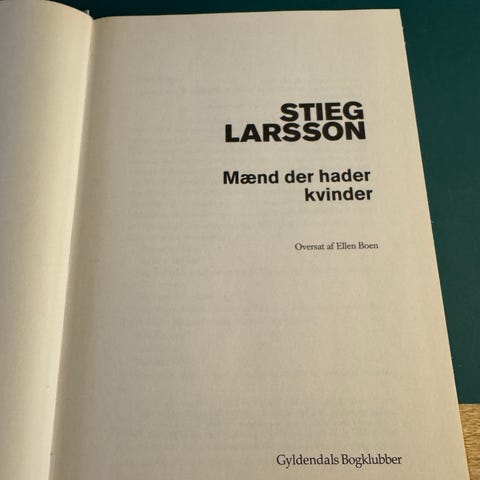 STIEG
LARSSON
Mænd der hader
kvinder
Oversat af Ellen Boen
Gyldendals Bogklubber